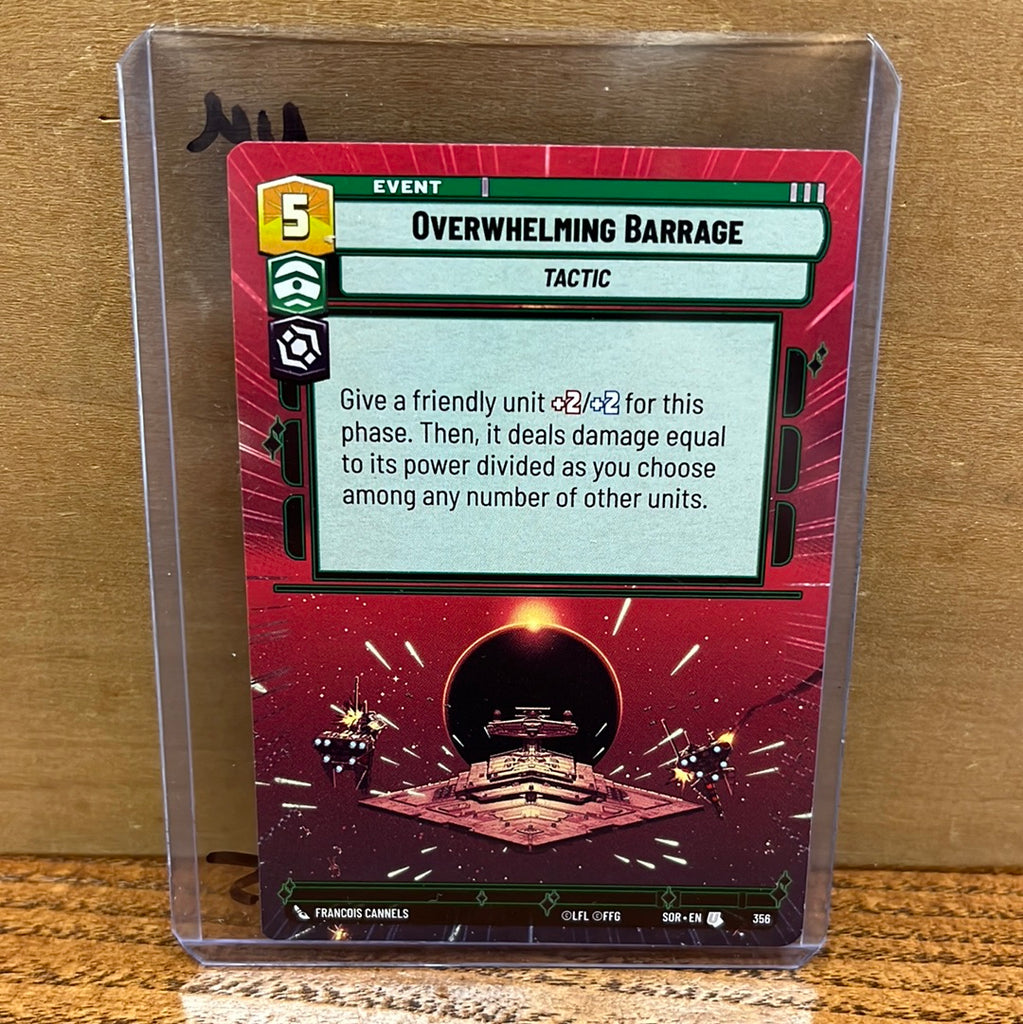 5
EVENT
OVERWHELMING BARRAGE
TACTIC
Give a friendly unit +2/+2 for this
phase. Then, it deals damage equal
to its power divided as you choose
among any number of other units.
FRANCOIS CANNELS
©LFL ©FFG
SOR • EN
356